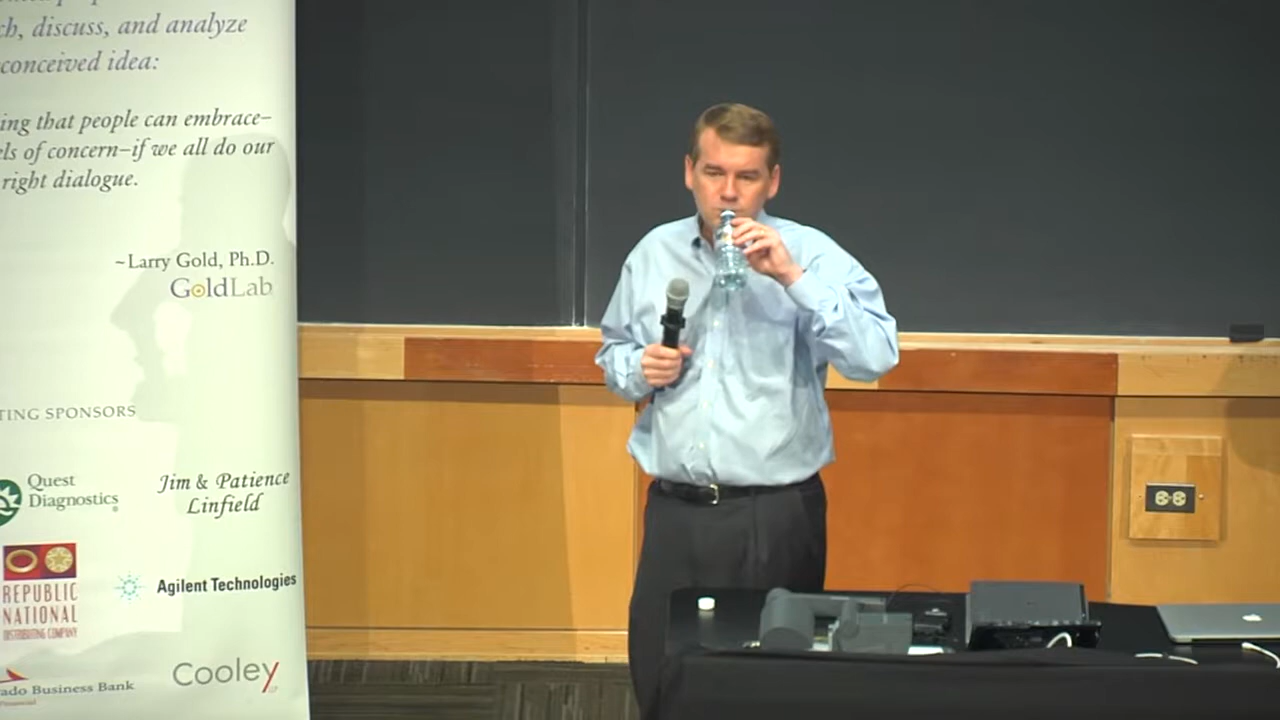 ch, discuss, and analyze
conceived idea:
ing that people can embrace–
els of concern–if we all do our
right dialogue.
~Larry Gold, Ph.D.
GoldLab
TING SPONSORS
Quest
Diagnostics
Jim & Patience
Linfield
REPUBLIC
NATIONAL
DISTRIBUTING COMPANY
Agilent Technologies
ado Business Bank
Financial
Cooley
LLP